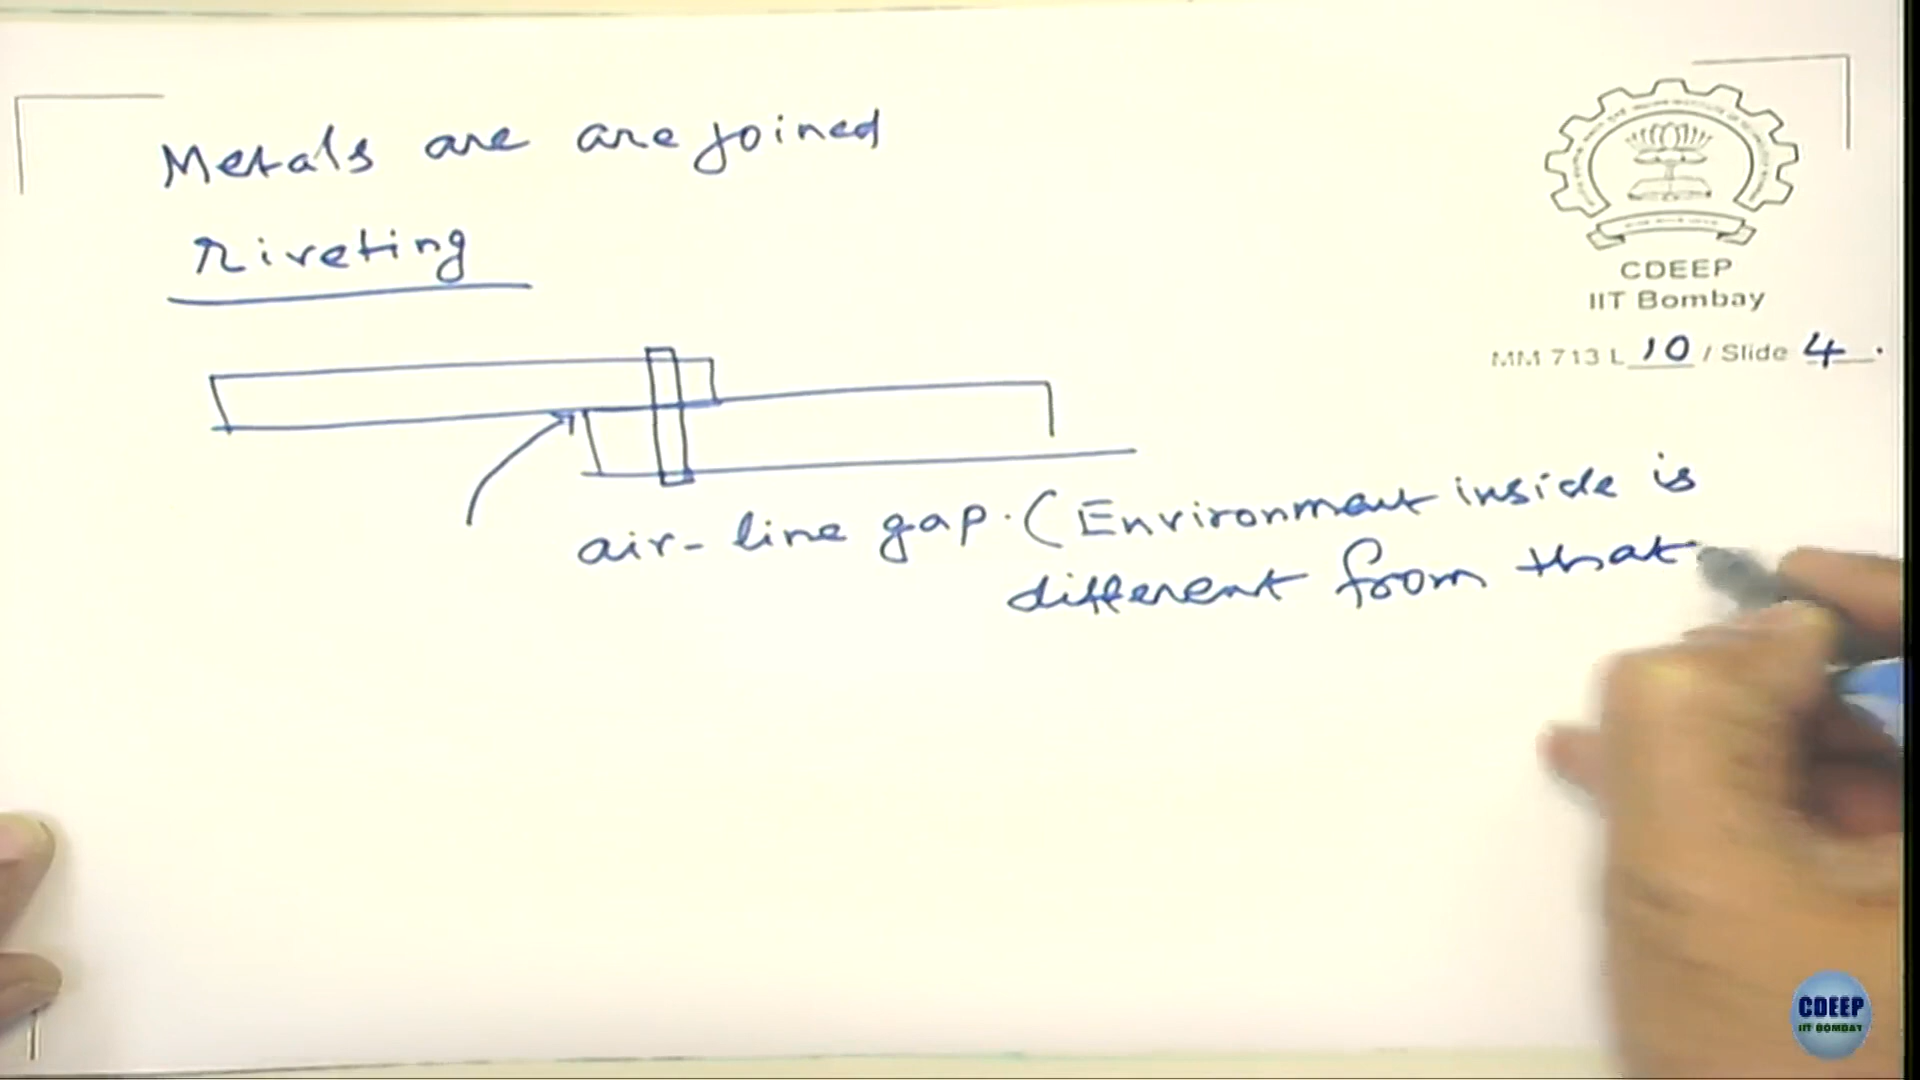 Metals are are joined
riveting
air-line gap. (Environment inside is
different from that
CDEEP
IIT Bombay
MM 713 L 10 / Slide 4.
CDEEP
IIT BOMBAY